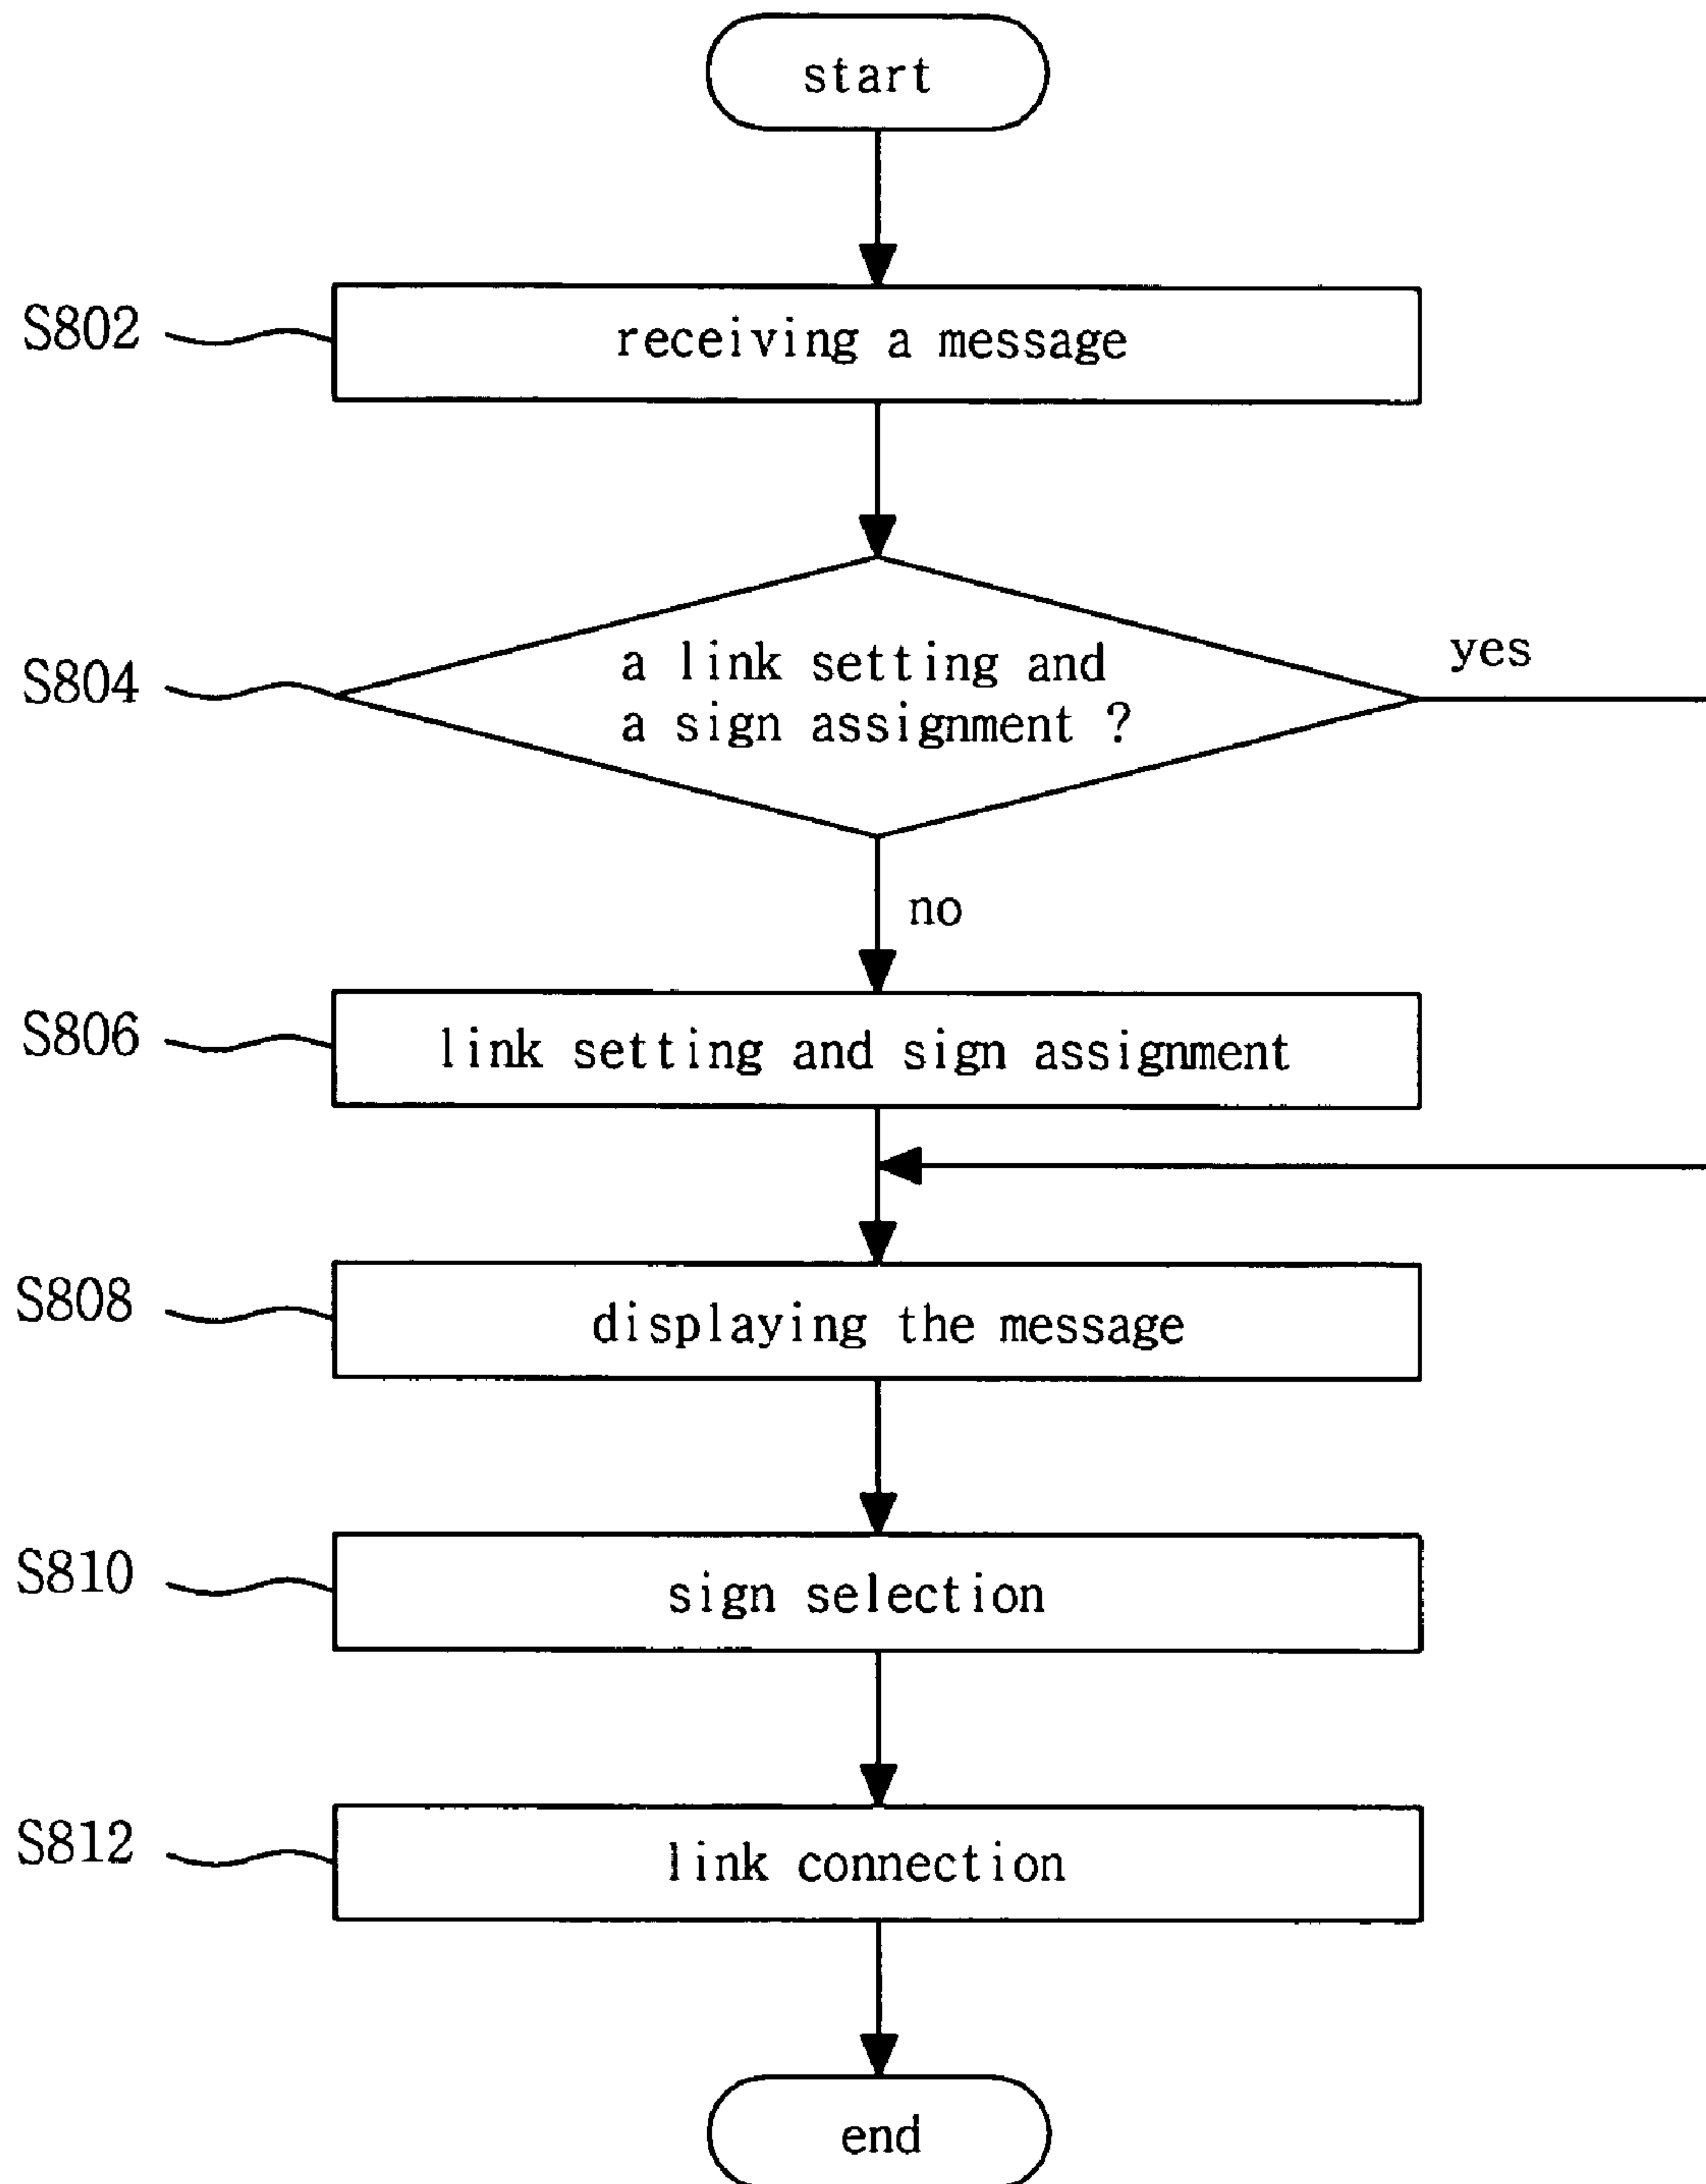 start
S802
receiving a message
S804
a link setting and
a sign assignment ?
yes
no
S806
link setting and sign assignment
S808
displaying the message
S810
sign selection
S812
link connection
end